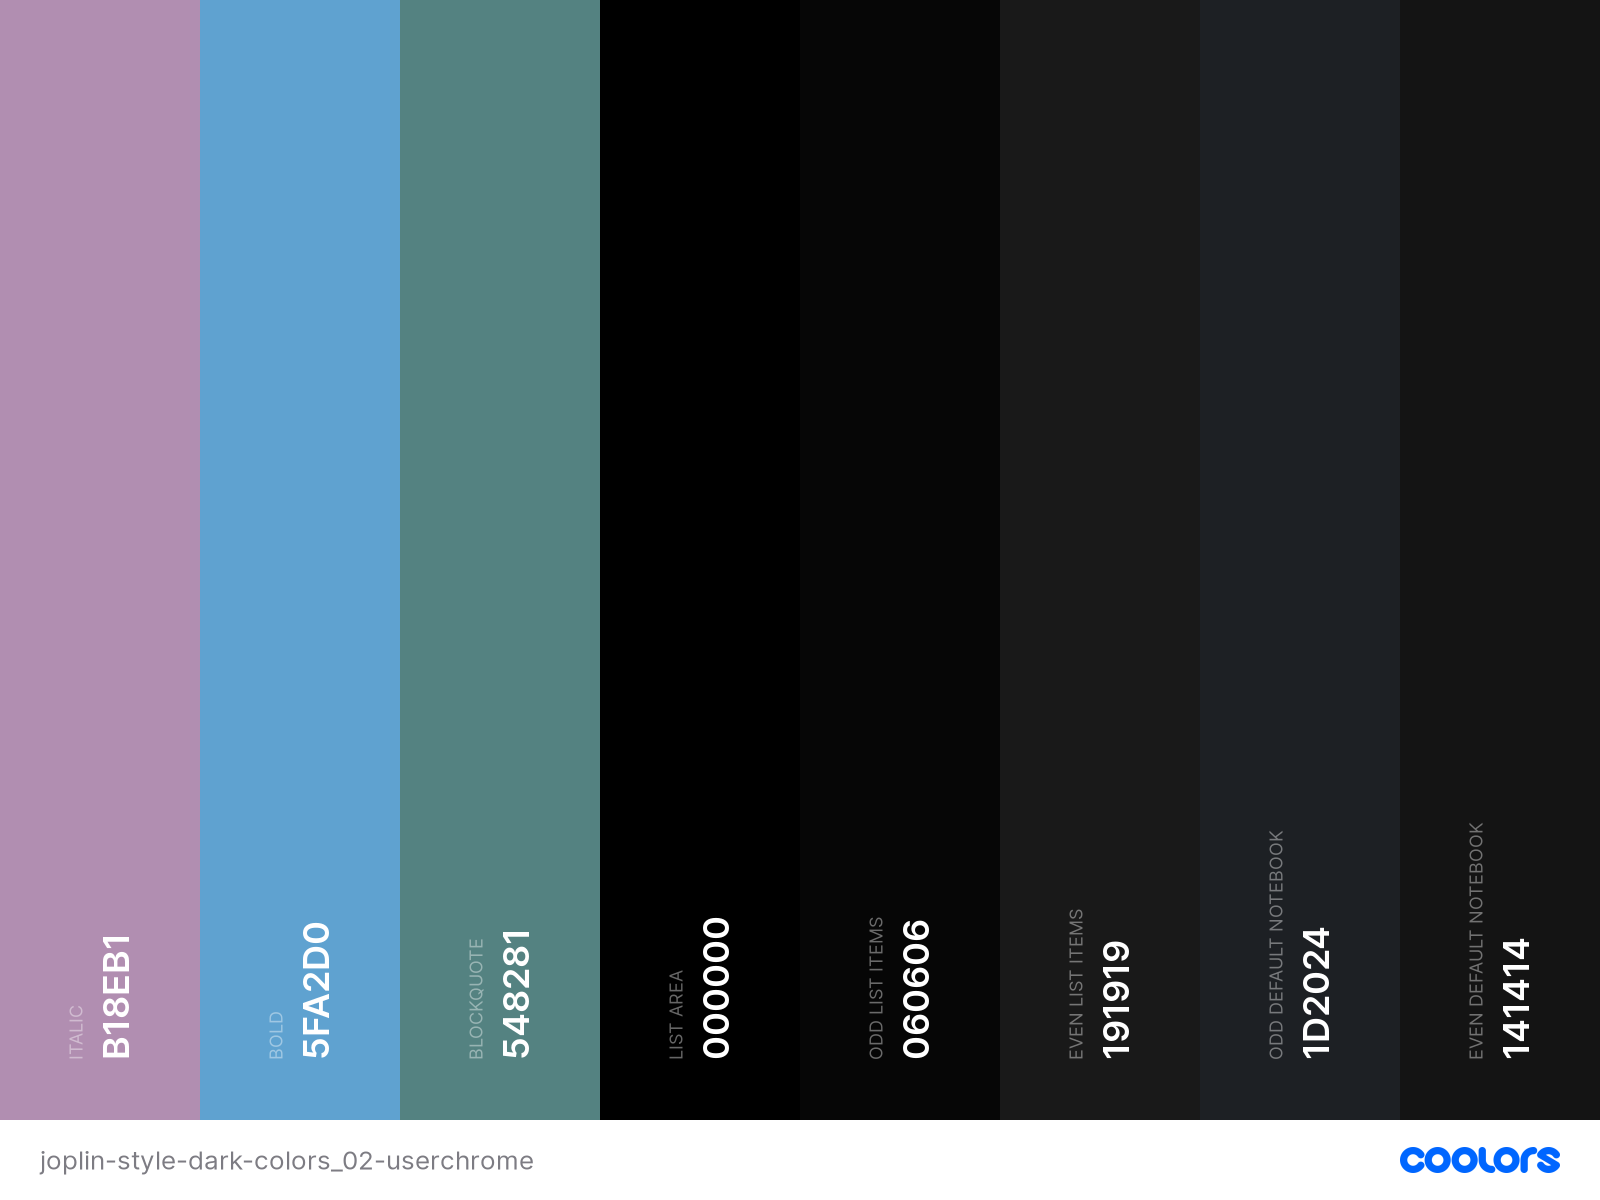 ITALIC
B18EB1
BOLD
5FA2D0
BLOCKQUOTE
548281
LIST AREA
000000
ODD LIST ITEMS
060606
EVEN LIST ITEMS
191919
ODD DEFAULT NOTEBOOK
1D2024
EVEN DEFAULT NOTEBOOK
141414
joplin-style-dark-colors_02-userchrome
coolors